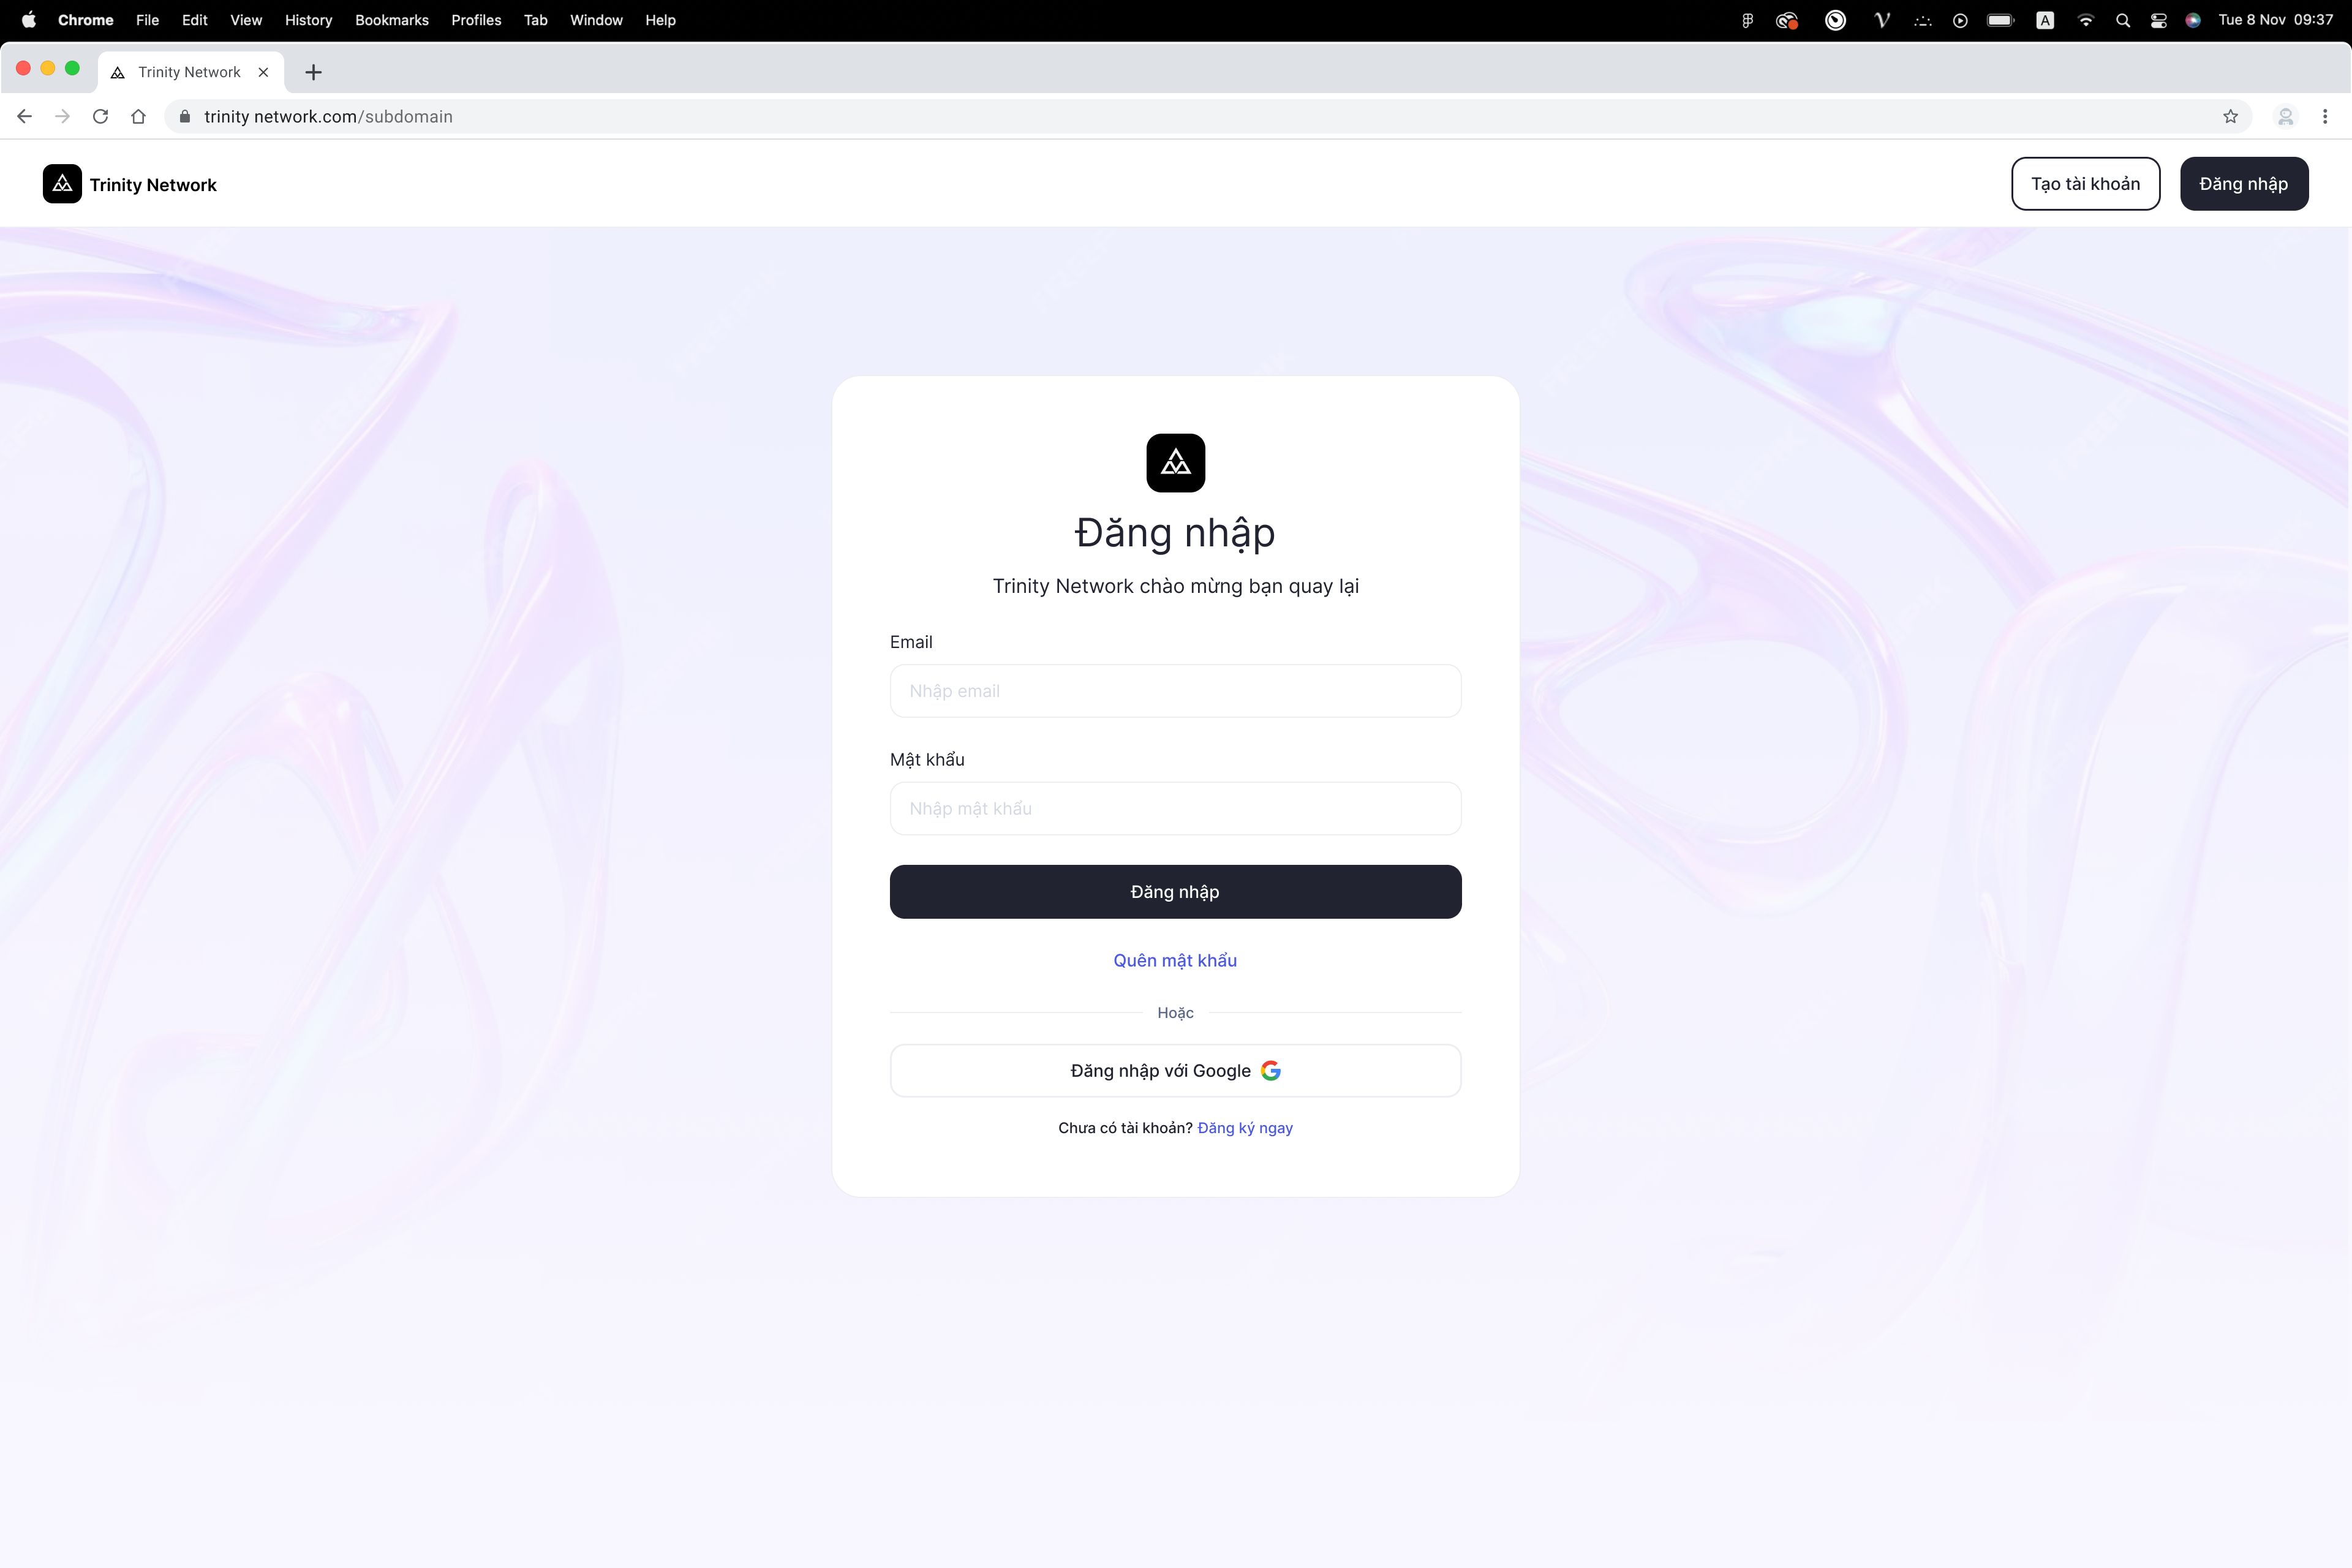 Chrome File Edit View History Bookmarks Profiles Tab Window Help A Tue 8 Nov 09:37
Trinity Network
trinity network.com/subdomain
Trinity Network Tạo tài khoản Đăng nhập
Đăng nhập
Trinity Network chào mừng bạn quay lại
Email
Nhập email
Mật khẩu
Nhập mật khẩu
Đăng nhập
Quên mật khẩu
Hoặc
Đăng nhập với Google
Chưa có tài khoản? Đăng ký ngay